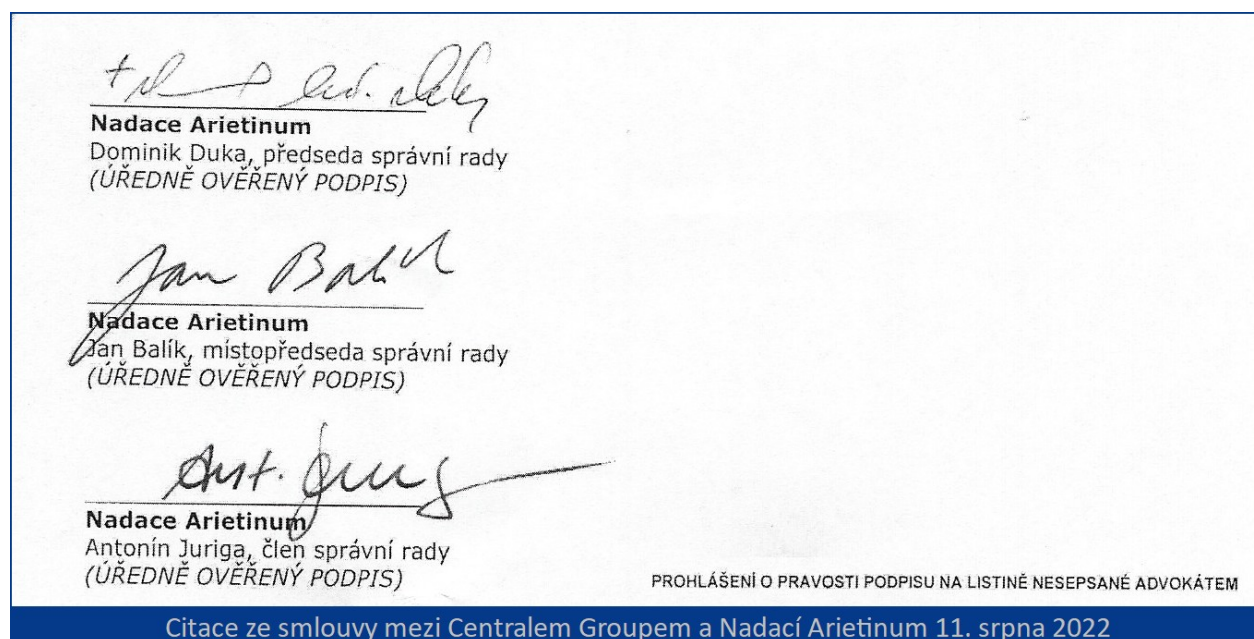 Nadace Arietinum
Dominik Duka, předseda správní rady
(ÚŘEDNĚ OVĚŘENÝ PODPIS)
Jan Balík
Nadace Arietinum
Jan Balík, místopředseda správní rady
(ÚŘEDNĚ OVĚŘENÝ PODPIS)
Ant. Jurig
Nadace Arietinum
Antonín Juriga, člen správní rady
(ÚŘEDNĚ OVĚŘENÝ PODPIS)
PROHLÁŠENÍ O PRAVOSTI PODPISU NA LISTINĚ NESEPSANÉ ADVOKÁTEM
Citace ze smlouvy mezi Centralem Groupem a Nadací Arietinum 11. srpna 2022